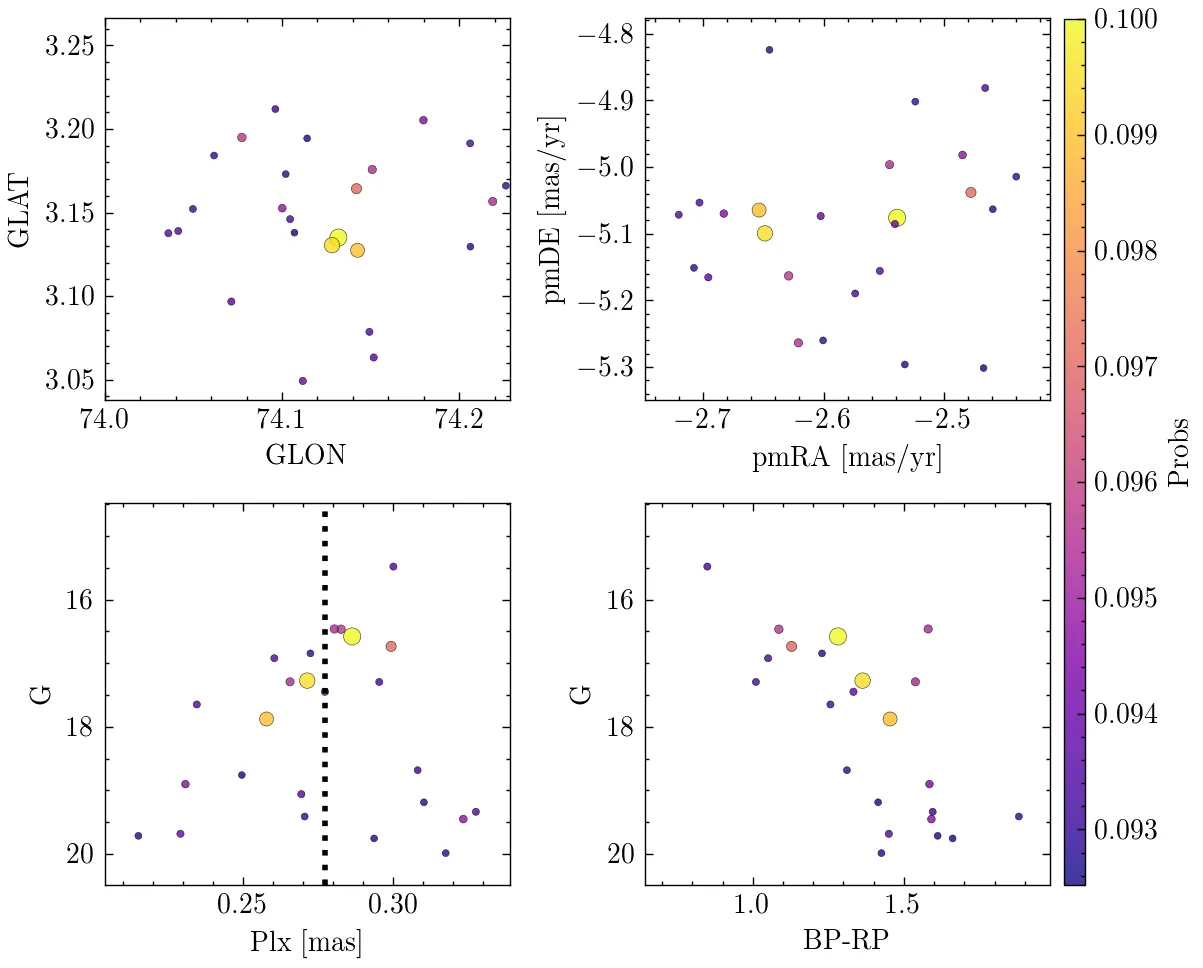 3.25
3.20
3.15
3.10
3.05
GLAT
74.0 74.1 74.2
GLON
−4.8
−4.9
−5.0
−5.1
−5.2
−5.3
pmDE [mas/yr]
−2.7 −2.6 −2.5
pmRA [mas/yr]
16
18
20
G
0.25 0.30
Plx [mas]
16
18
20
G
1.0 1.5
BP-RP
0.100
0.099
0.098
0.097
0.096
0.095
0.094
0.093
Probs